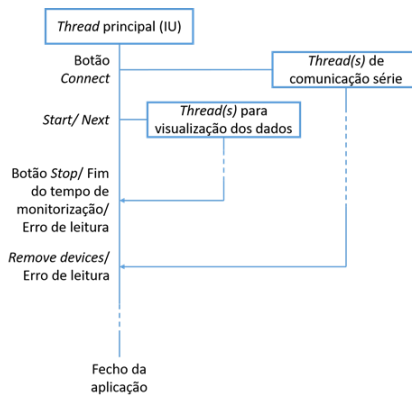 Thread principal (IU)
Botão
Connect
Thread(s) de
comunicação série
Start/ Next
Thread(s) para
visualização dos dados
Botão Stop/ Fim
do tempo de
monitorização/
Erro de leitura
Remove devices/
Erro de leitura
Fecho da
aplicação